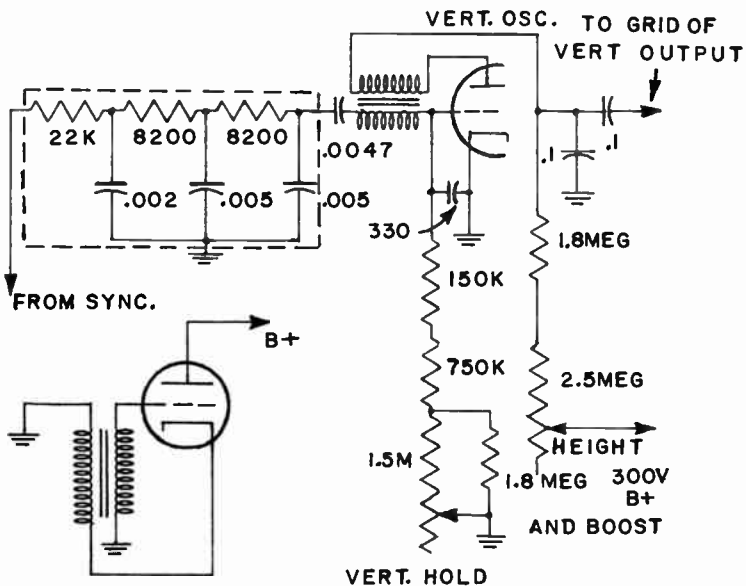 VERT. OSC. TO GRID OF
VERT OUTPUT
22K
8200
8200
.0047
.002
.005
.005
.1
.1
330
1.8MEG
FROM SYNC.
150K
B+
750K
2.5MEG
HEIGHT
1.5M
1.8 MEG
300V
B+
AND BOOST
VERT. HOLD